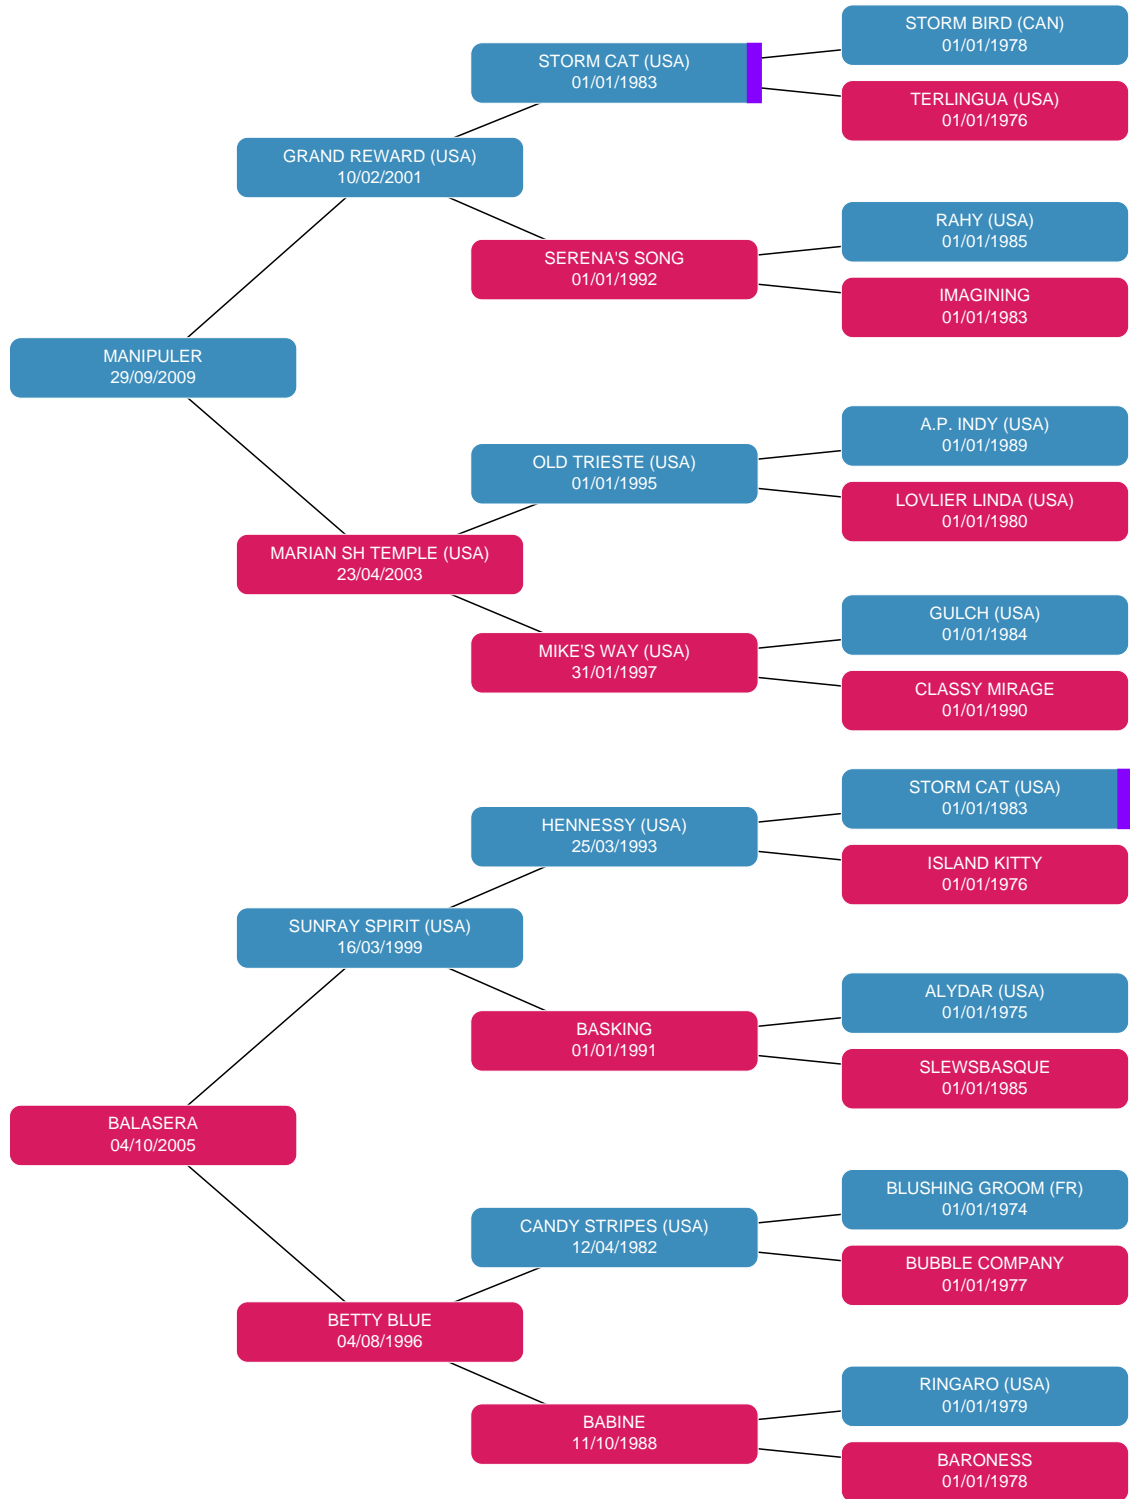 STORM BIRD (CAN)
01/01/1978
STORM CAT (USA)
01/01/1983
TERLINGUA (USA)
01/01/1976
GRAND REWARD (USA)
10/02/2001
RAHY (USA)
01/01/1985
SERENA'S SONG
01/01/1992
IMAGINING
01/01/1983
MANIPULER
29/09/2009
A.P. INDY (USA)
01/01/1989
OLD TRIESTE (USA)
01/01/1995
LOVLIER LINDA (USA)
01/01/1980
MARIAN SH TEMPLE (USA)
23/04/2003
GULCH (USA)
01/01/1984
MIKE'S WAY (USA)
31/01/1997
CLASSY MIRAGE
01/01/1990
STORM CAT (USA)
01/01/1983
HENNESSY (USA)
25/03/1993
ISLAND KITTY
01/01/1976
SUNRAY SPIRIT (USA)
16/03/1999
ALYDAR (USA)
01/01/1975
BASKING
01/01/1991
SLEWSBASQUE
01/01/1985
BALASERA
04/10/2005
BLUSHING GROOM (FR)
01/01/1974
CANDY STRIPES (USA)
12/04/1982
BUBBLE COMPANY
01/01/1977
BETTY BLUE
04/08/1996
RINGARO (USA)
01/01/1979
BABINE
11/10/1988
BARONESS
01/01/1978